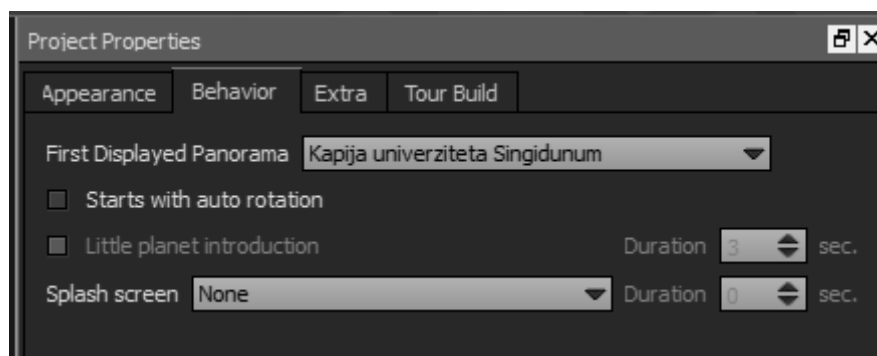 Project Properties
Appearance Behavior Extra Tour Build
First Displayed Panorama Kapija univerziteta Singidunum
Starts with auto rotation
Little planet introduction Duration 3 sec.
Splash screen None Duration 0 sec.